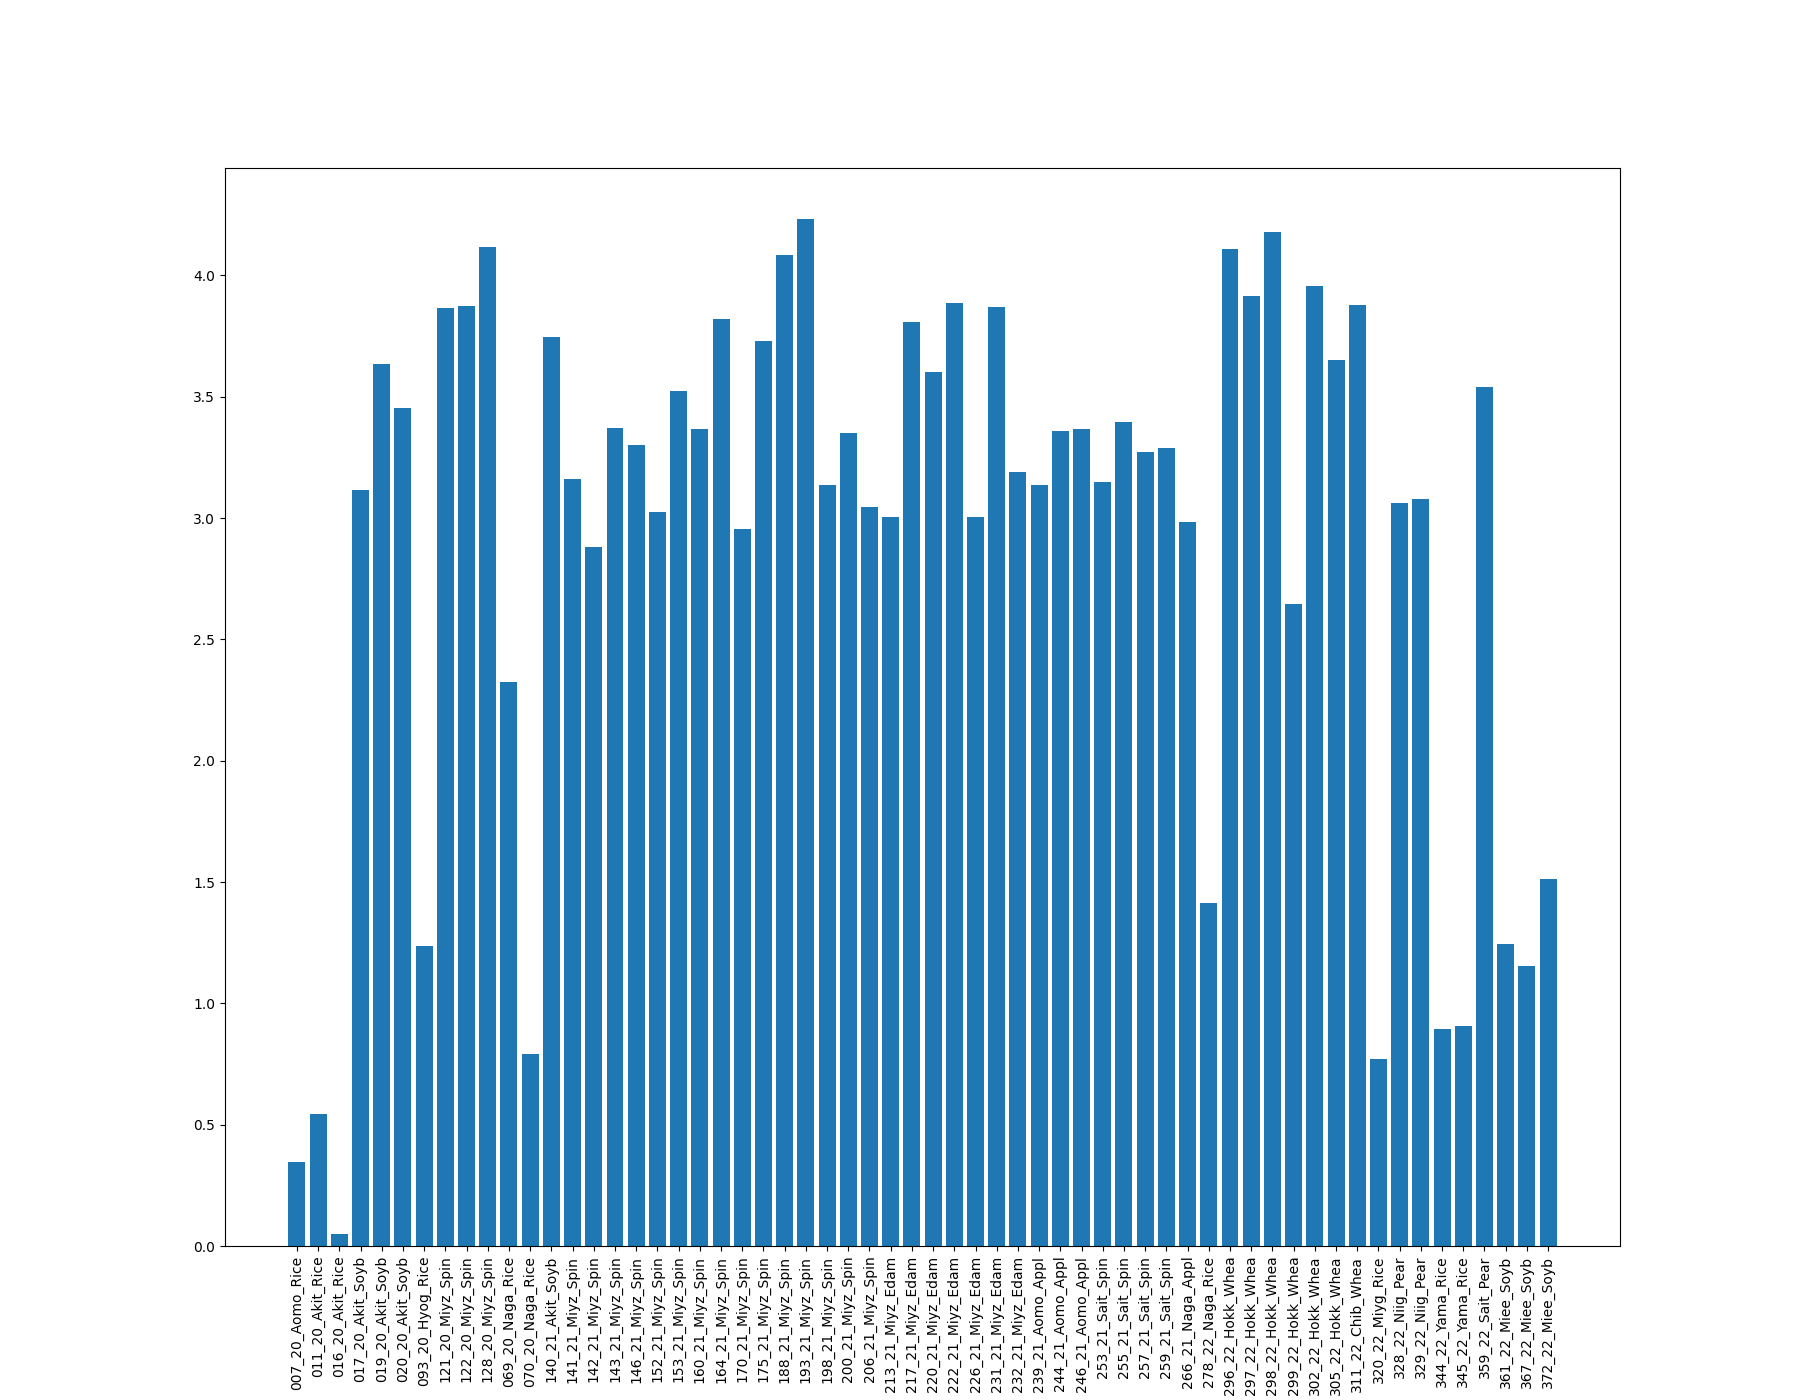 4.0
3.5
3.0
2.5
2.0
1.5
1.0
0.5
0.0
007_20_Aomo_Rice
011_20_Akit_Rice
016_20_Akit_Rice
017_20_Akit_Soyb
019_20_Akit_Soyb
020_20_Akit_Soyb
093_20_Hyog_Rice
121_20_Miyz_Spin
122_20_Miyz_Spin
128_20_Miyz_Spin
069_20_Naga_Rice
070_20_Naga_Rice
140_21_Akit_Soyb
141_21_Miyz_Spin
142_21_Miyz_Spin
143_21_Miyz_Spin
146_21_Miyz_Spin
152_21_Miyz_Spin
153_21_Miyz_Spin
160_21_Miyz_Spin
164_21_Miyz_Spin
170_21_Miyz_Spin
175_21_Miyz_Spin
188_21_Miyz_Spin
193_21_Miyz_Spin
198_21_Miyz_Spin
200_21_Miyz_Spin
206_21_Miyz_Spin
213_21_Miyz_Edam
217_21_Miyz_Edam
220_21_Miyz_Edam
222_21_Miyz_Edam
226_21_Miyz_Edam
231_21_Miyz_Edam
232_21_Miyz_Edam
239_21_Aomo_Appl
244_21_Aomo_Appl
246_21_Aomo_Appl
253_21_Sait_Spin
255_21_Sait_Spin
257_21_Sait_Spin
259_21_Sait_Spin
266_21_Naga_Appl
278_22_Naga_Rice
296_22_Hokk_Whea
297_22_Hokk_Whea
298_22_Hokk_Whea
299_22_Hokk_Whea
302_22_Hokk_Whea
305_22_Hokk_Whea
311_22_Chib_Whea
320_22_Miyg_Rice
328_22_Niig_Pear
329_22_Niig_Pear
344_22_Yama_Rice
345_22_Yama_Rice
359_22_Sait_Pear
361_22_Miee_Soyb
367_22_Miee_Soyb
372_22_Miee_Soyb